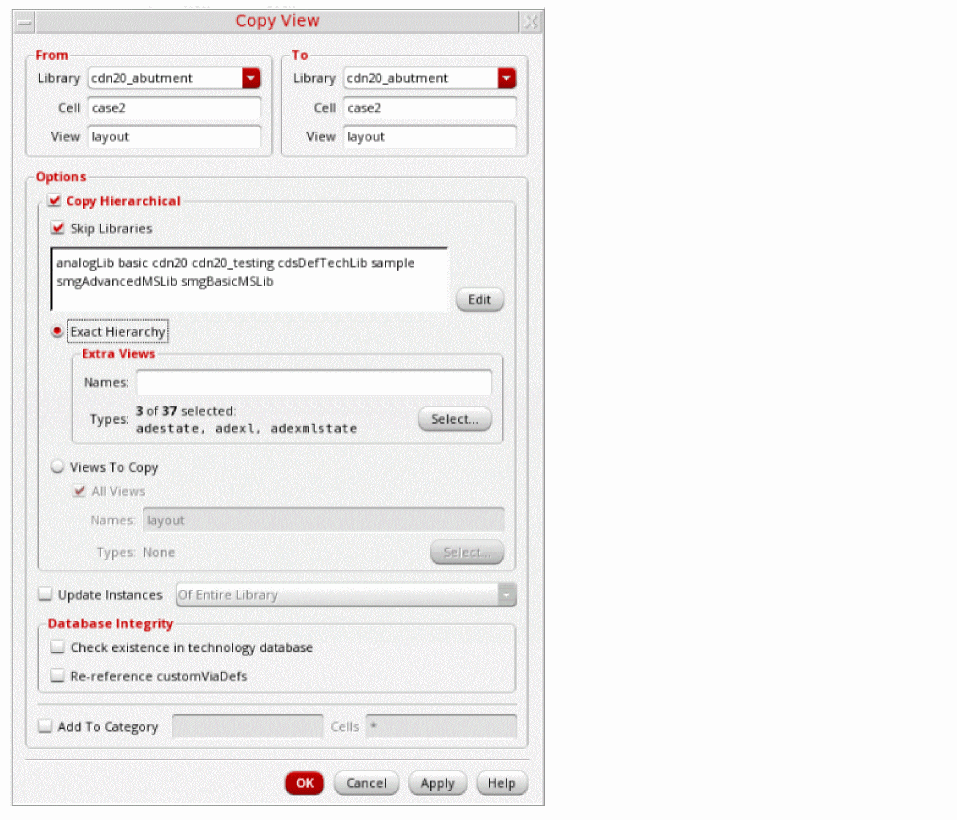 Copy View
From
Library cdn20_abutment
Cell case2
View layout
To
Library cdn20_abutment
Cell case2
View layout
Options
Copy Hierarchical
Skip Libraries
analogLib basic cdn20 cdn20_testing cdsDefTechLib sample
smgAdvancedMSLib smgBasicMSLib
Edit
Exact Hierarchy
Extra Views
Names:
Types: 3 of 37 selected:
adestate, adexl, adexmlstate
Select...
Views To Copy
All Views
Names: layout
Types: None
Select...
Update Instances Of Entire Library
Database Integrity
Check existence in technology database
Re-reference customViaDefs
Add To Category Cells *
OK Cancel Apply Help